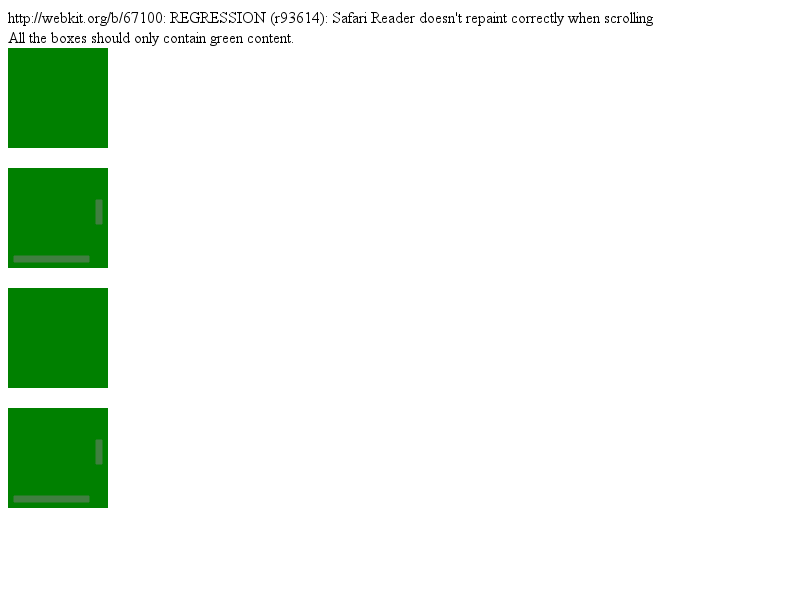 http://webkit.org/b/67100: REGRESSION (r93614): Safari Reader doesn't repaint correctly when scrolling
All the boxes should only contain green content.